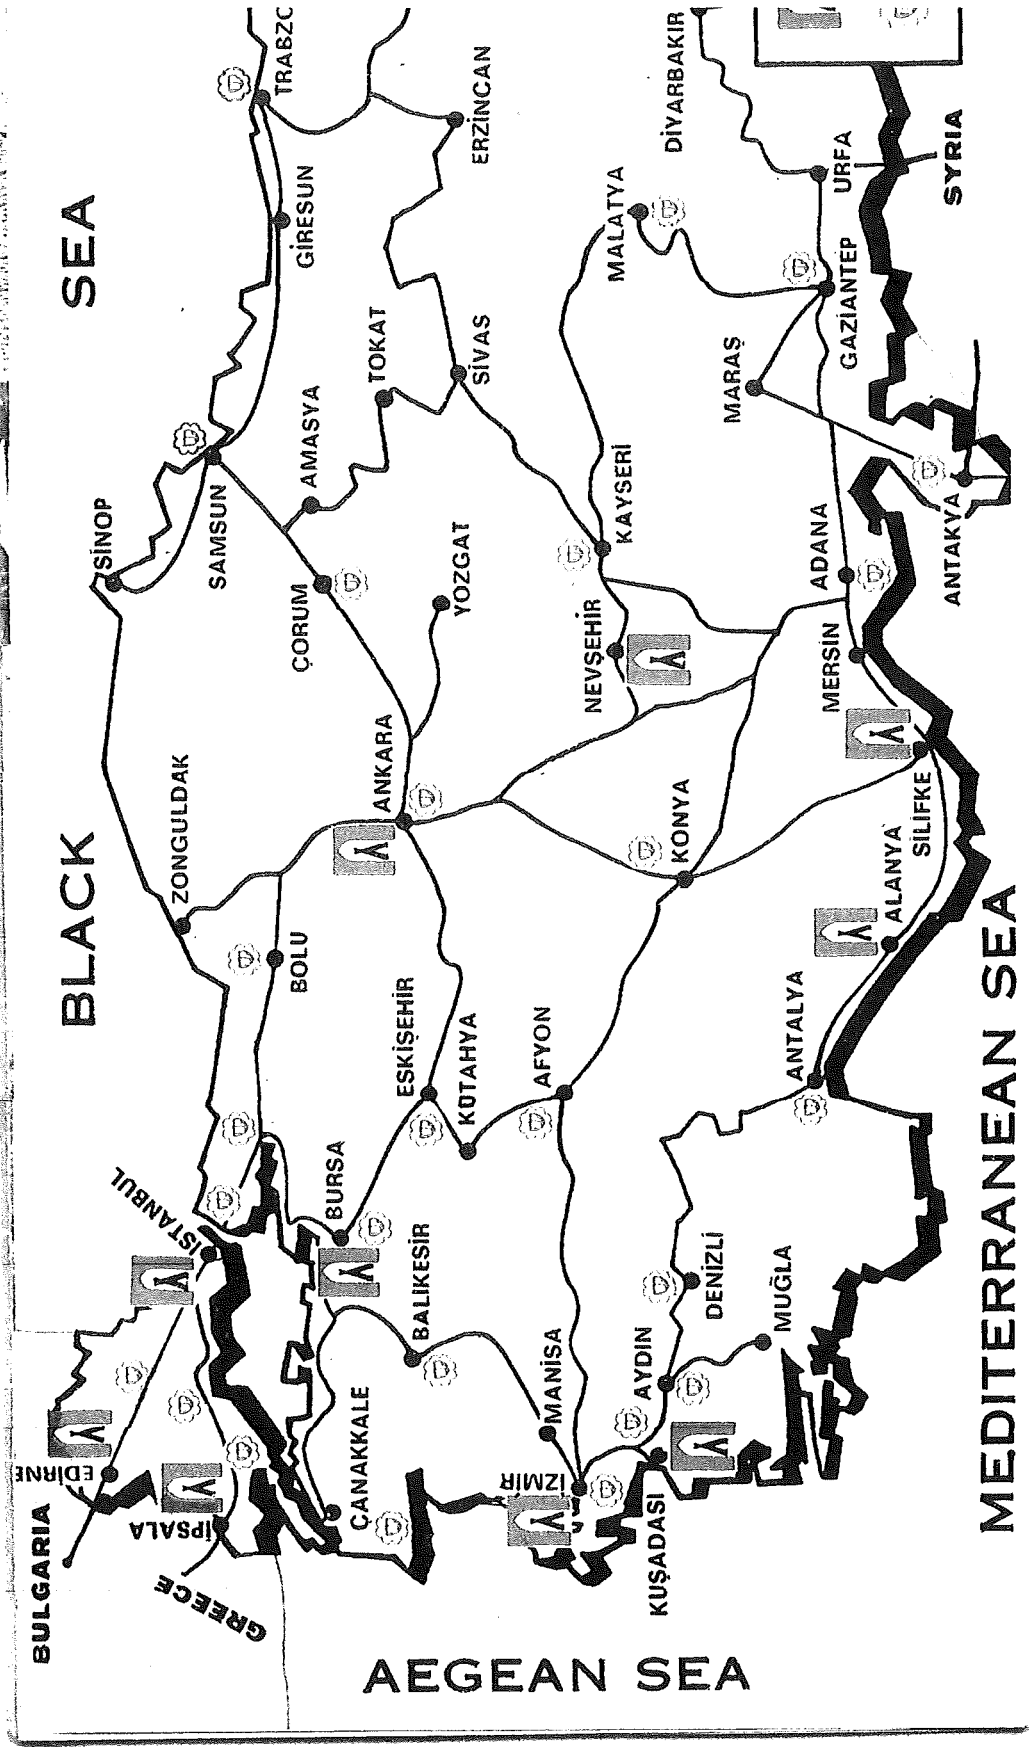 BULGARIA
BLACK SEA
EDİRNE
SİNOP
ZONGULDAK
İPSALA
İSTANBUL
SAMSUN
GREECE
TRABZO
BOLU
GİRESUN
ÇORUM
AMASYA
BURSA
ÇANAKKALE
ANKARA
TOKAT
BALIKESİR
ESKİŞEHİR
YOZGAT
KÜTAHYA
SİVAS
ERZİNCAN
AEGEAN SEA
MANİSA
AFYON
İZMİR
NEVŞEHİR
KAYSERİ
MALATYA
AYDIN
KUŞADASI
KONYA
DİYARBAKIR
DENİZLİ
MARAŞ
MUĞLA
ANTALYA
MERSİN
ADANA
GAZİANTEP
URFA
ALANYA
SİLİFKE
ANTAKYA
SYRIA
MEDITERRANEAN SEA